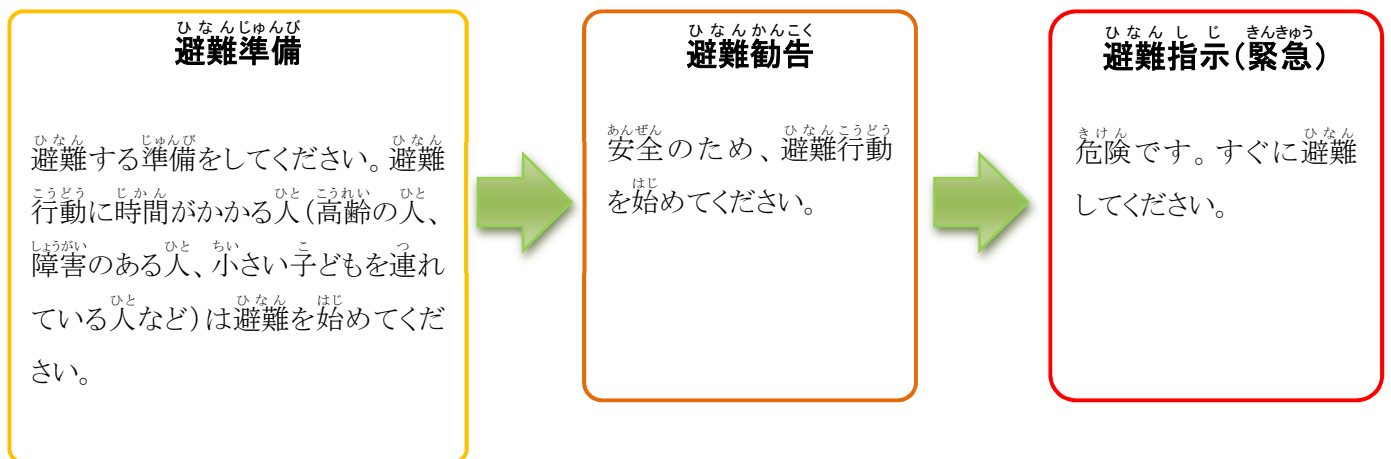 ひなんじゅんび
避難準備
ひなん じゅんび ひなん
避難する準備をしてください。避難
こうどう じかん ひと こうれい ひと
行動に時間がかかる人(高齢の人、
しょうがい ひと ちい こ つ
障害のある人、小さい子どもを連れ
ひと ひなん はじ
ている人など)は避難を始めてくだ
さい。
ひなんかんこく
避難勧告
あんぜん ひなんこうどう
安全のため、避難行動
はじ
を始めてください。
ひなんしじ きんきゅう
避難指示(緊急)
きけん ひなん
危険です。すぐに避難
してください。